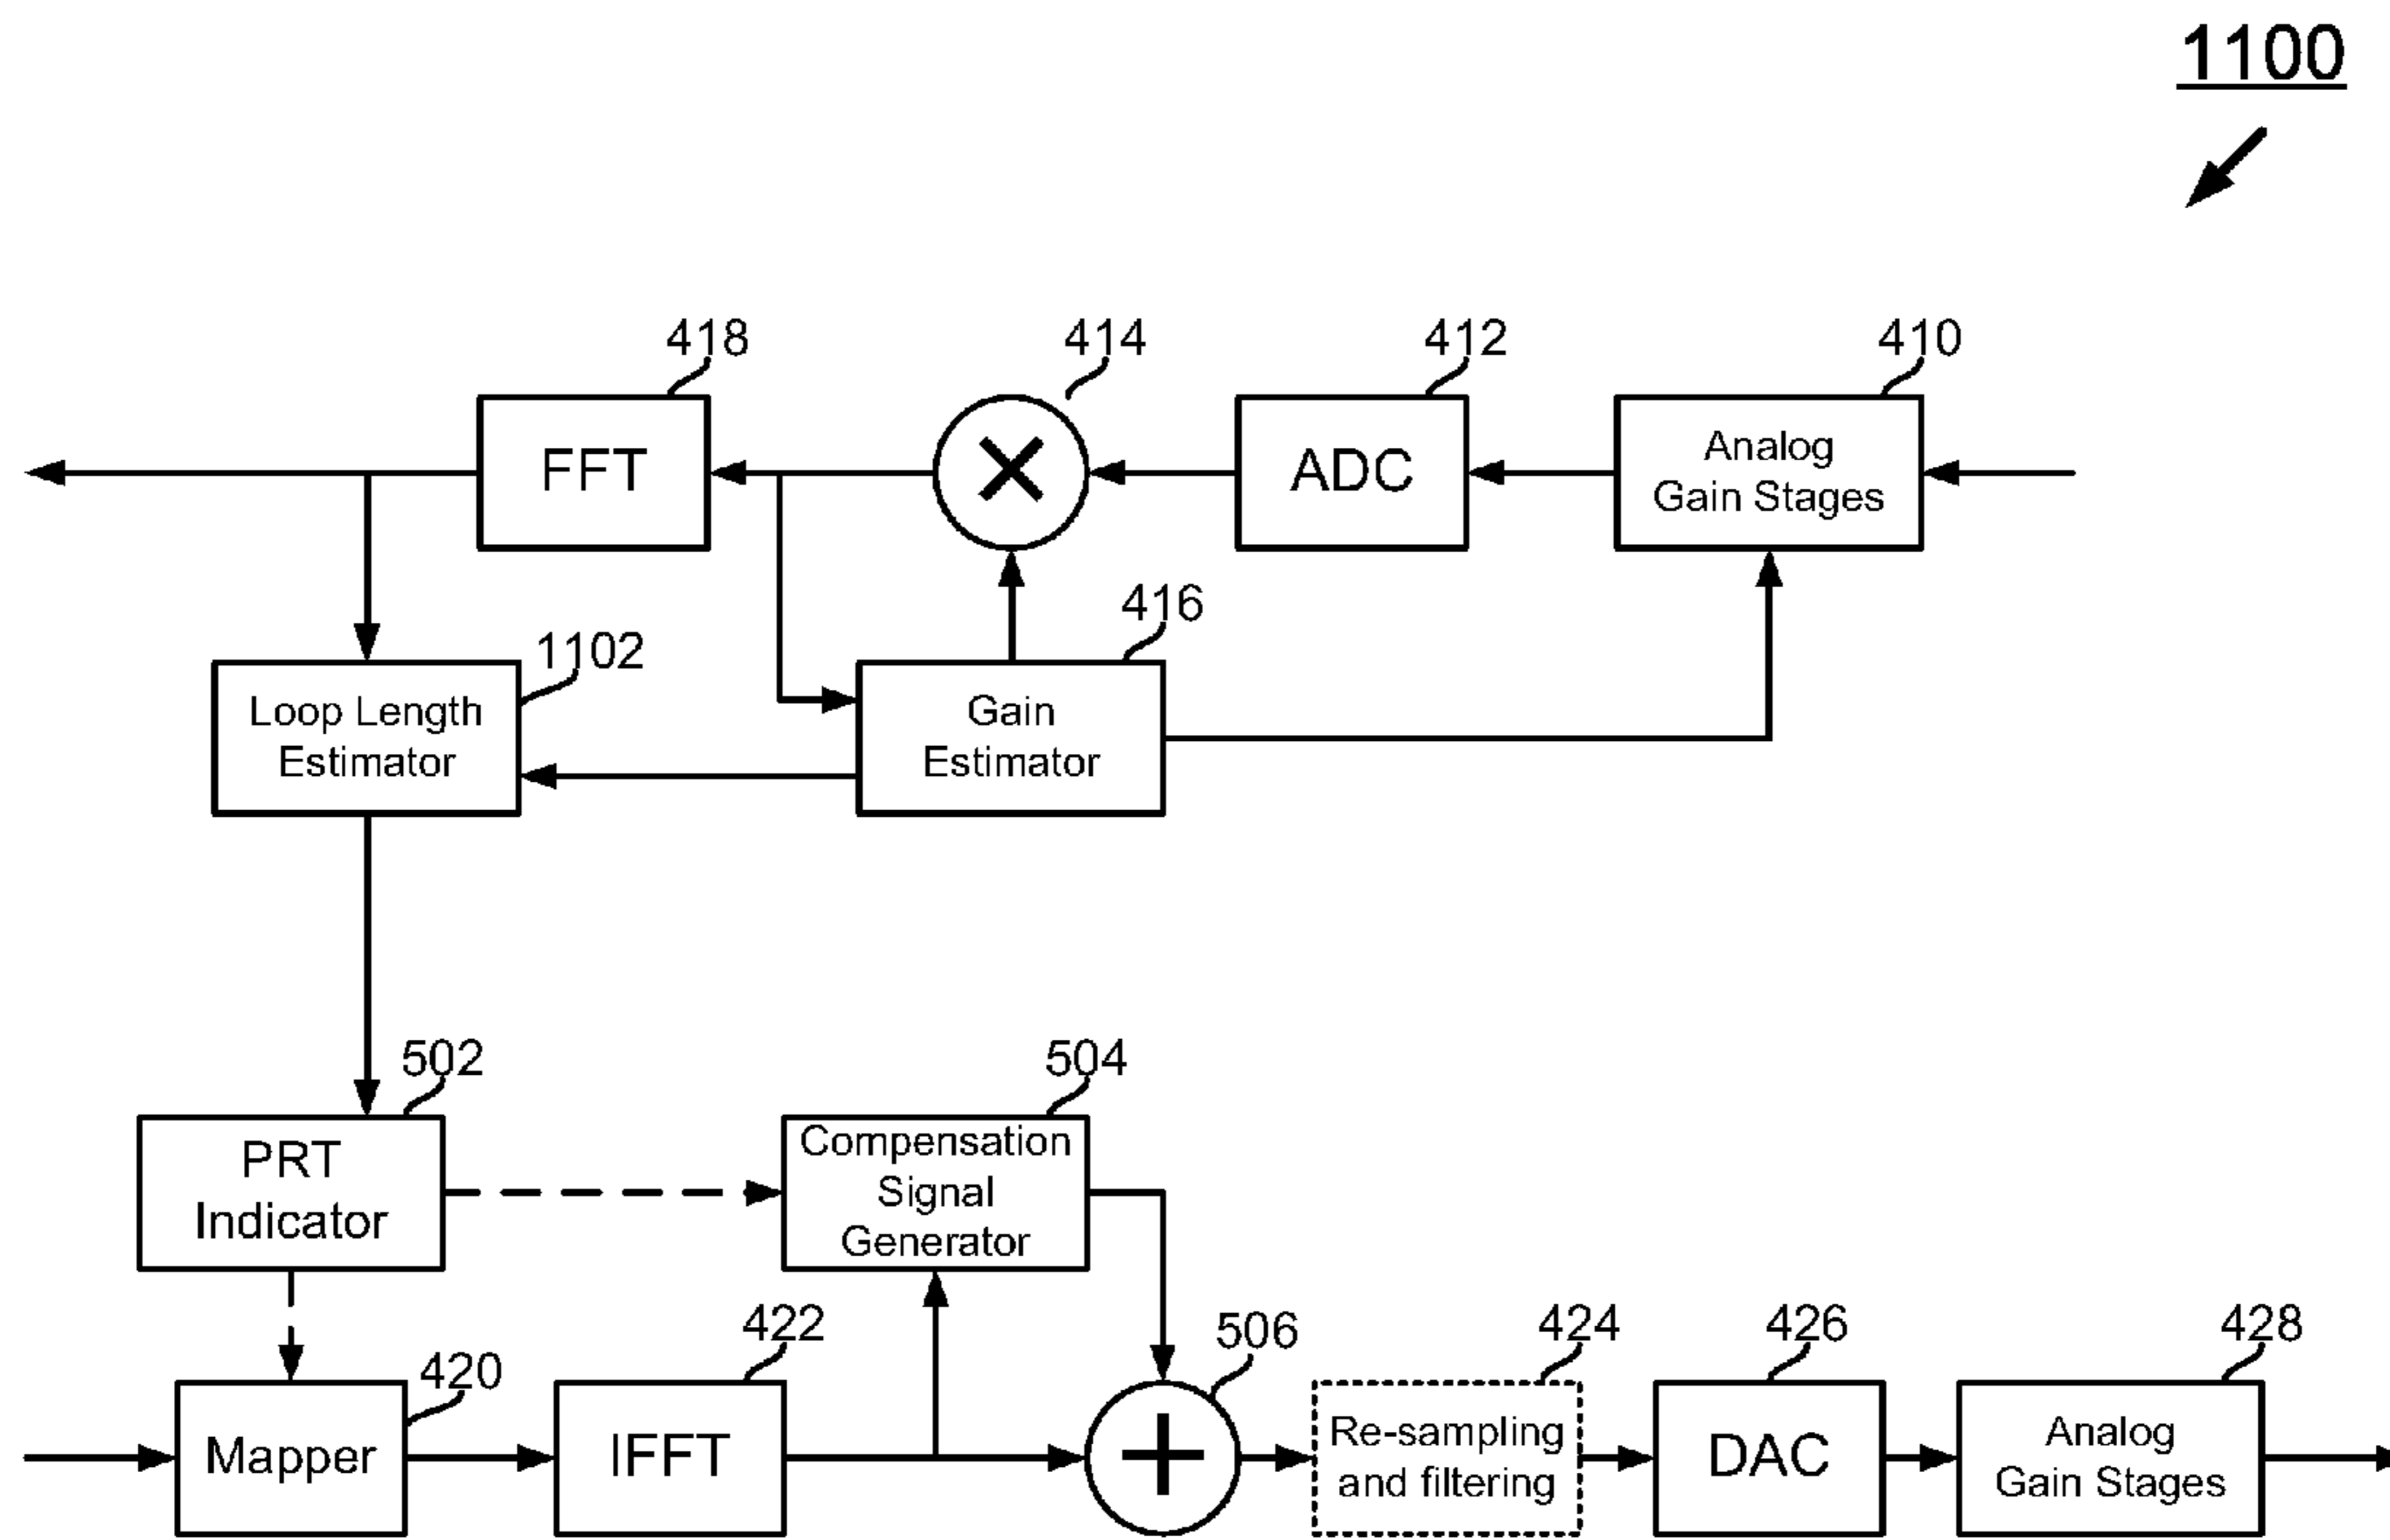 1100
418
414
412
410
FFT
ADC
Analog
Gain Stages
416
1102
Loop Length
Estimator
Gain
Estimator
502
504
PRT
Indicator
Compensation
Signal
Generator
422
506
424
426
428
420
Mapper
IFFT
Re-sampling
and filtering
DAC
Analog
Gain Stages